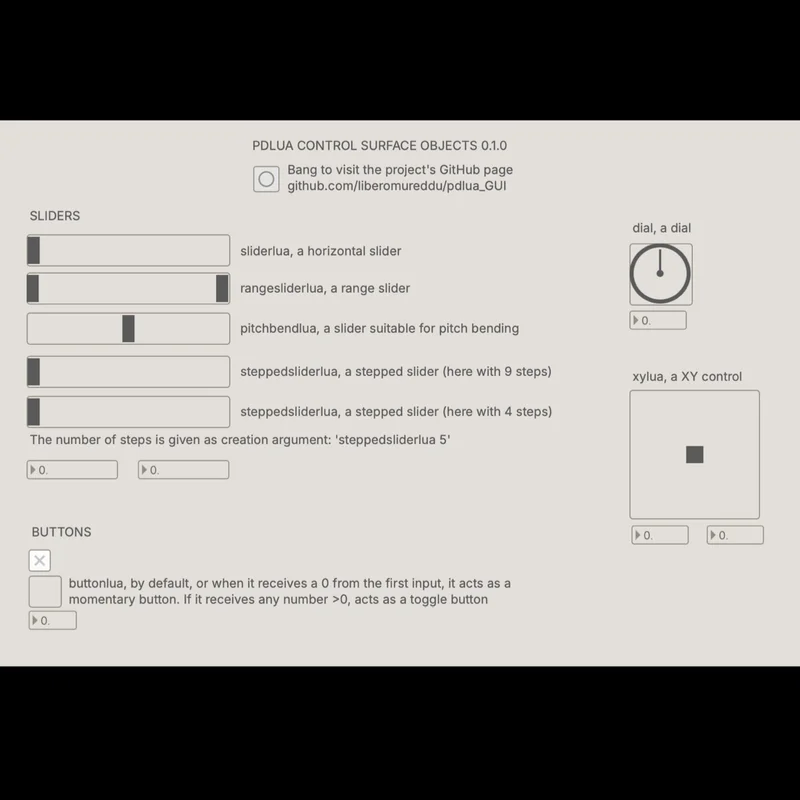 PDLUA CONTROL SURFACE OBJECTS 0.1.0
Bang to visit the project's GitHub page
github.com/liberomureddu/pdlua_GUI
SLIDERS
sliderlua, a horizontal slider
rangesliderlua, a range slider
pitchbendlua, a slider suitable for pitch bending
steppedsliderlua, a stepped slider (here with 9 steps)
steppedsliderlua, a stepped slider (here with 4 steps)
The number of steps is given as creation argument: 'steppedsliderlua 5'
0.
0.
dial, a dial
0.
xylua, a XY control
0.
0.
BUTTONS
buttonlua, by default, or when it receives a 0 from the first input, it acts as a
momentary button. If it receives any number >0, acts as a toggle button
0.